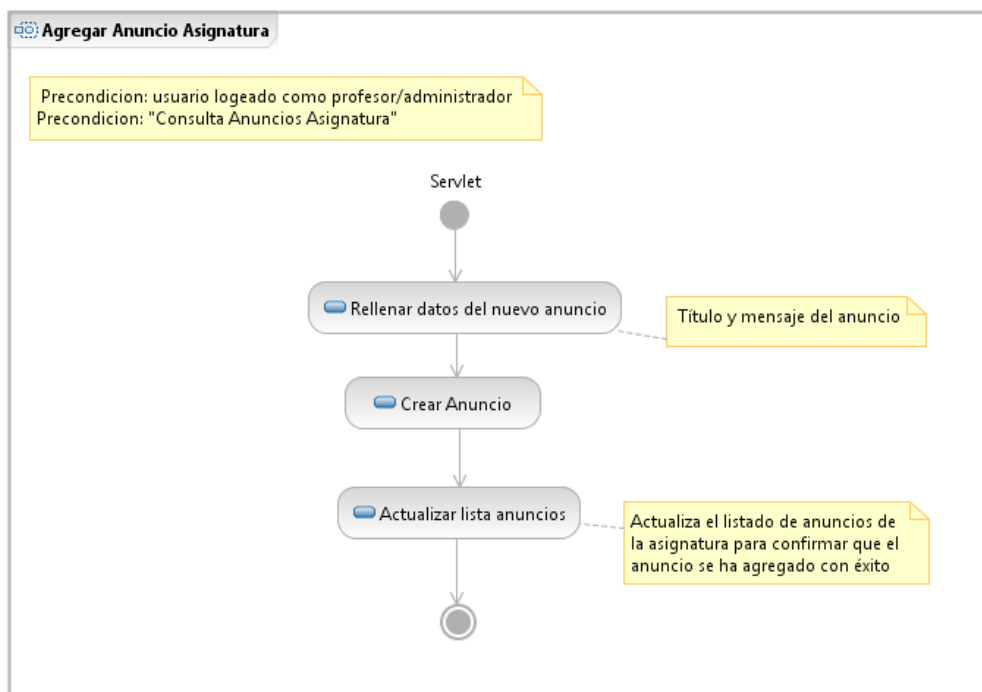 Agregar Anuncio Asignatura
Precondicion: usuario logeado como profesor/administrador
Precondicion: "Consulta Anuncios Asignatura"
Servlet
Rellenar datos del nuevo anuncio
Título y mensaje del anuncio
Crear Anuncio
Actualizar lista anuncios
Actualiza el listado de anuncios de
la asignatura para confirmar que el
anuncio se ha agregado con éxito